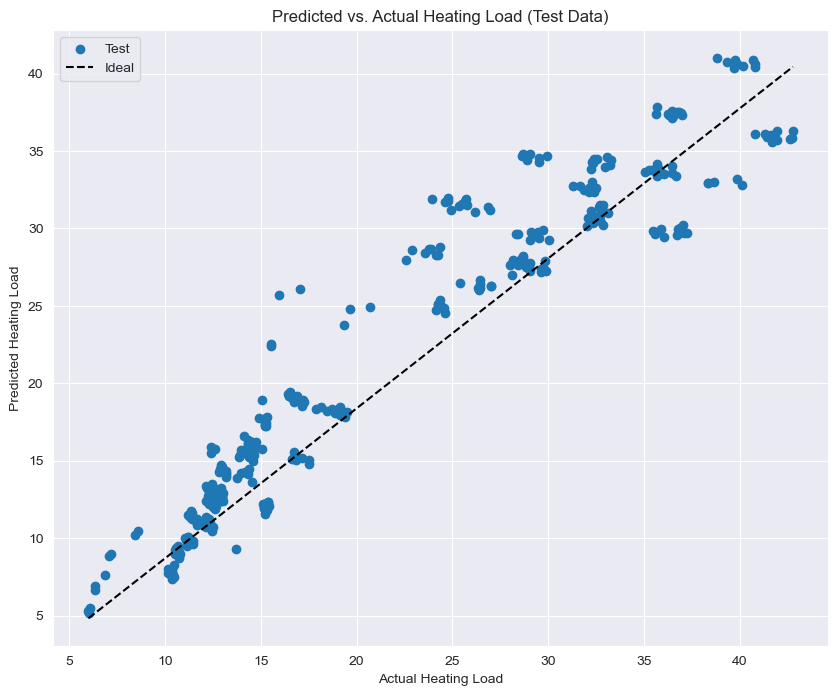 Predicted vs. Actual Heating Load (Test Data)
Test
Ideal
40
35
30
25
20
15
10
5
Predicted Heating Load
5 10 15 20 25 30 35 40
Actual Heating Load